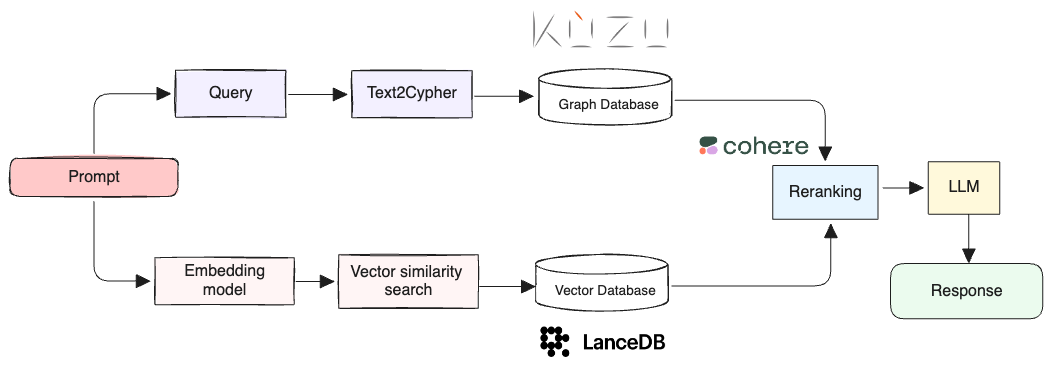 KÙZU
Query
Text2Cypher
Graph Database
cohere
Prompt
Reranking
LLM
Embedding
model
Vector similarity
search
Vector Database
Response
LanceDB